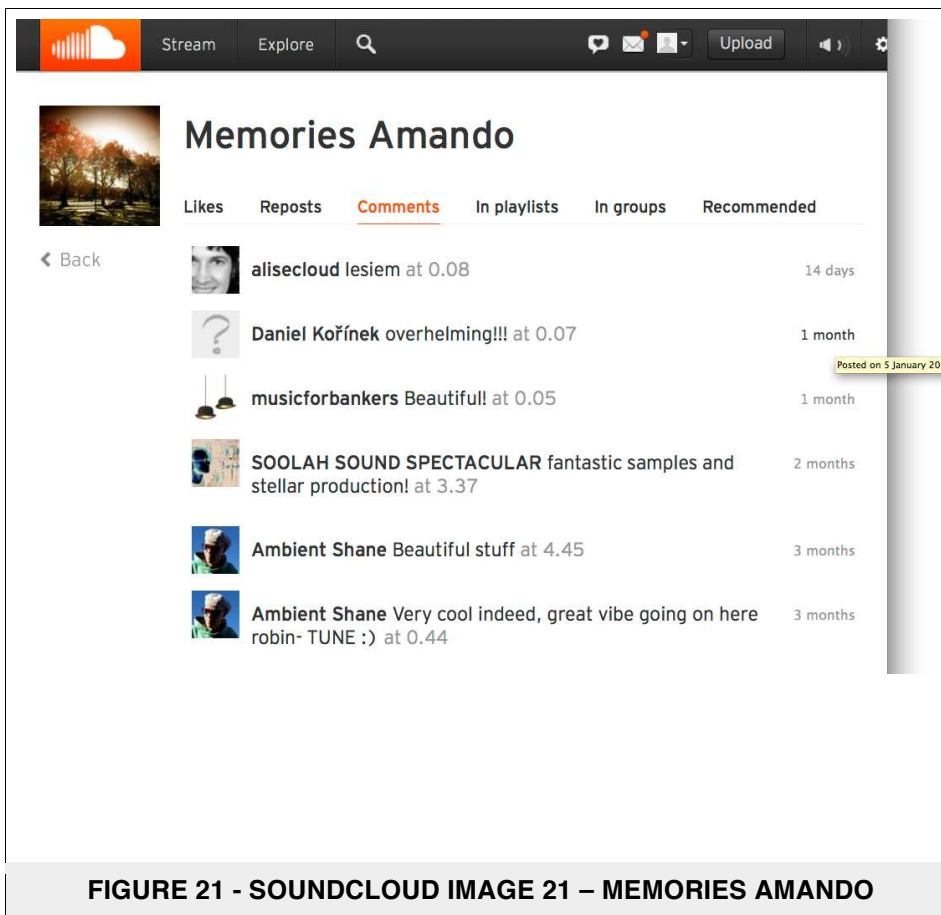 Stream Explore Upload
Memories Amando
Likes Reposts Comments In playlists In groups Recommended
Back
alisecloud lesiem at 0.08 14 days
Daniel Kořínek overhelming!!! at 0.07 1 month
Posted on 5 January 20
musicforbankers Beautiful! at 0.05 1 month
SOOLAH SOUND SPECTACULAR fantastic samples and 2 months
stellar production! at 3.37
Ambient Shane Beautiful stuff at 4.45 3 months
Ambient Shane Very cool indeed, great vibe going on here 3 months
robin- TUNE :) at 0.44
FIGURE 21 - SOUNDCLOUD IMAGE 21 – MEMORIES AMANDO